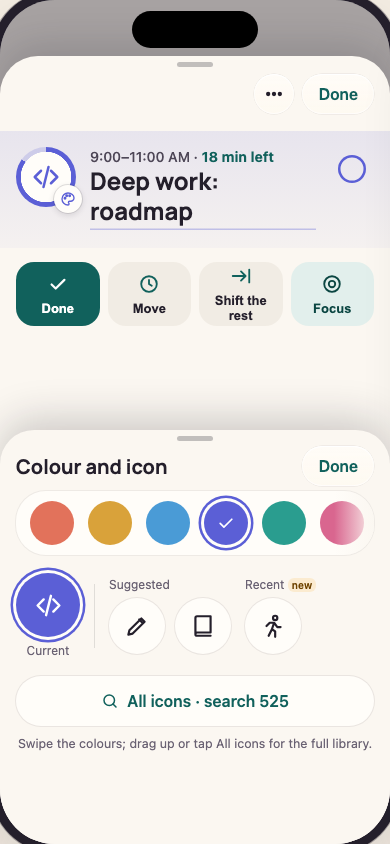 Done
9:00–11:00 AM · 18 min left
Deep work:
roadmap
Done
Move
Shift the
rest
Focus
Colour and icon
Done
Suggested
Recent new
Current
All icons · search 525
Swipe the colours; drag up or tap All icons for the full library.